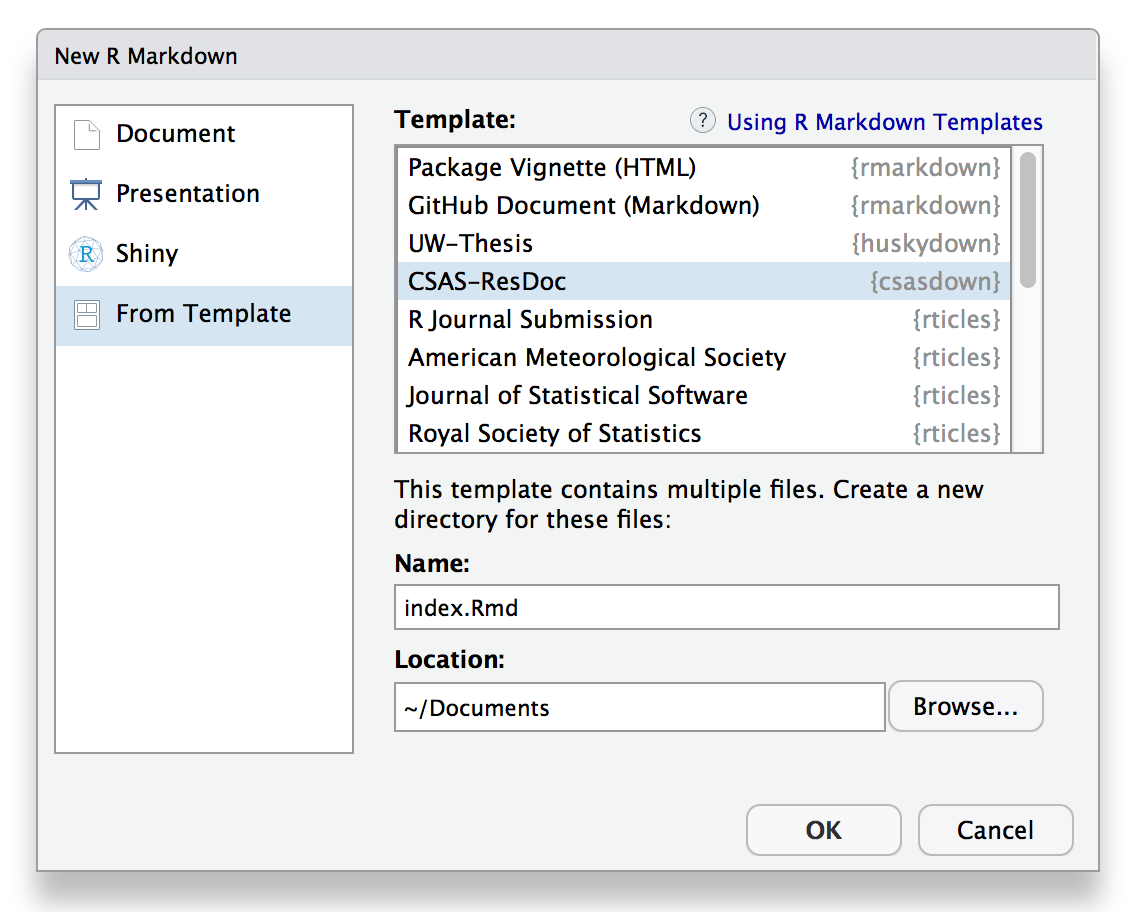 New R Markdown
Document
Presentation
R Shiny
From Template
Template:
? Using R Markdown Templates
Package Vignette (HTML) {rmarkdown}
GitHub Document (Markdown) {rmarkdown}
UW-Thesis {huskydown}
CSAS-ResDoc {csasdown}
R Journal Submission {rticles}
American Meteorological Society {rticles}
Journal of Statistical Software {rticles}
Royal Society of Statistics {rticles}
This template contains multiple files. Create a new
directory for these files:
Name:
index.Rmd
Location:
~/Documents Browse...
OK Cancel